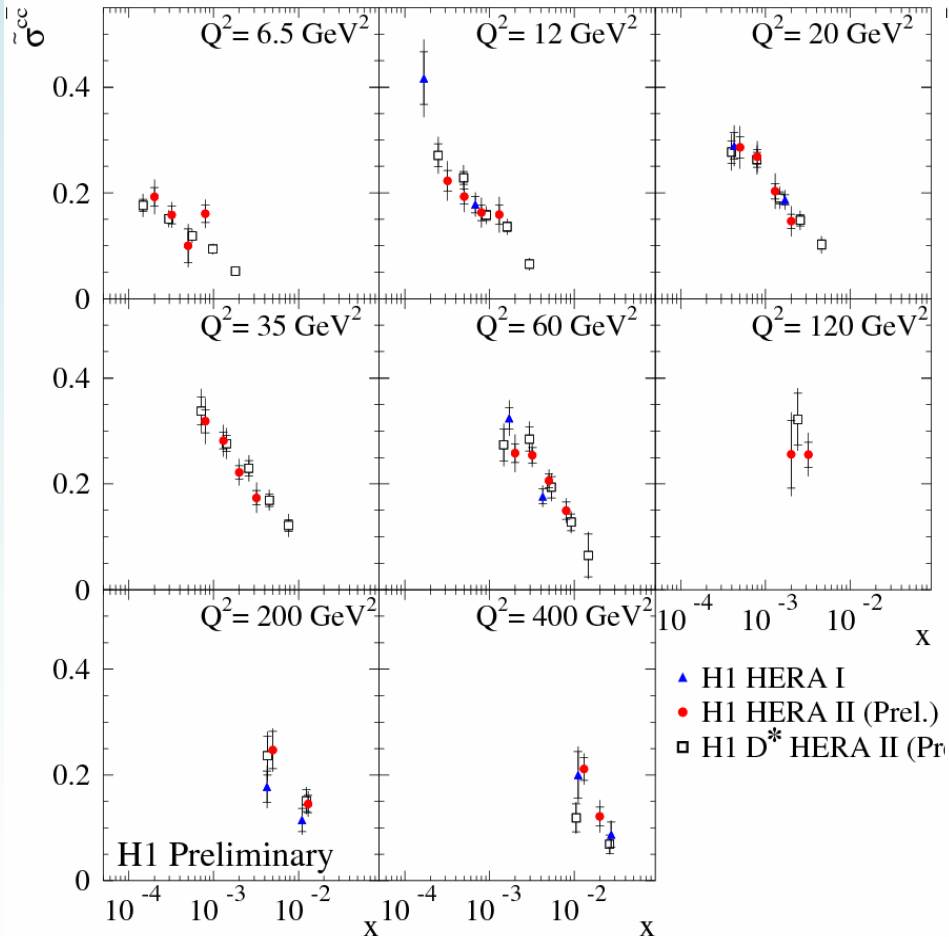 σ̃^cc
Q²= 6.5 GeV²
Q²= 12 GeV²
Q²= 20 GeV²
0.4
0.2
0
Q²= 35 GeV²
Q²= 60 GeV²
Q²= 120 GeV²
0.4
0.2
0
10⁻⁴ 10⁻³ 10⁻² x
Q²= 200 GeV²
Q²= 400 GeV²
0.4
0.2
0
H1 HERA I
H1 HERA II (Prel.)
H1 D* HERA II (Pr
H1 Preliminary
10⁻⁴ 10⁻³ 10⁻² x
10⁻⁴ 10⁻³ 10⁻² x